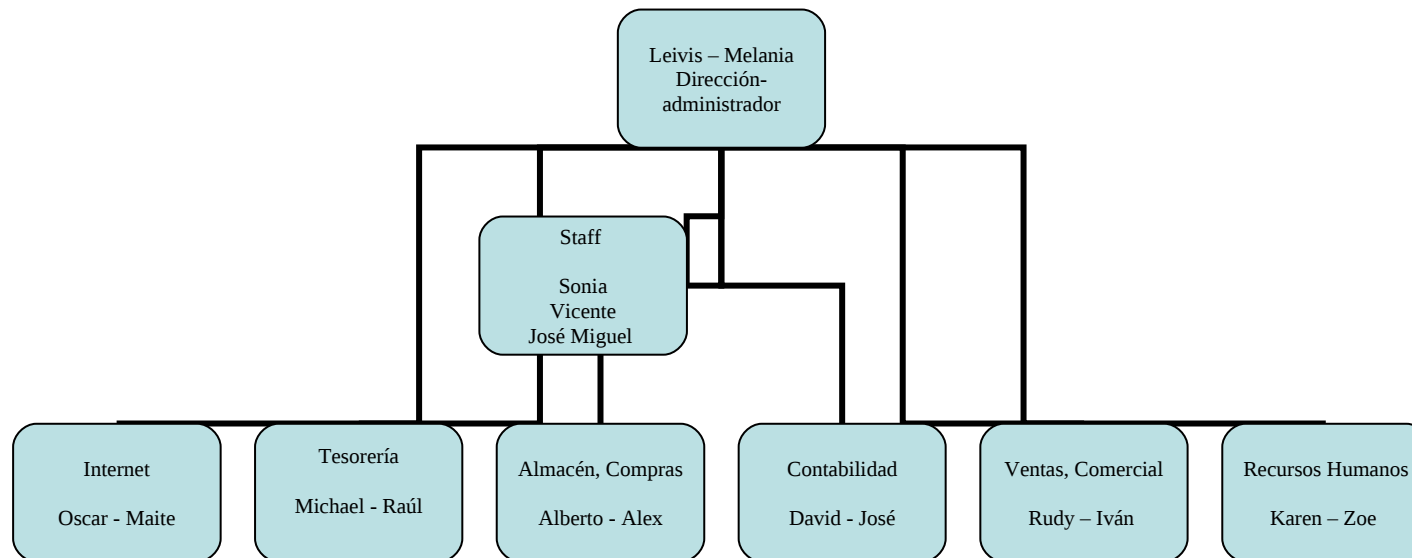 Leivis – Melania
Dirección-
administrador
Staff
Sonia
Vicente
José Miguel
Internet
Oscar - Maite
Tesorería
Michael - Raúl
Almacén, Compras
Alberto - Alex
Contabilidad
David - José
Ventas, Comercial
Rudy – Iván
Recursos Humanos
Karen – Zoe